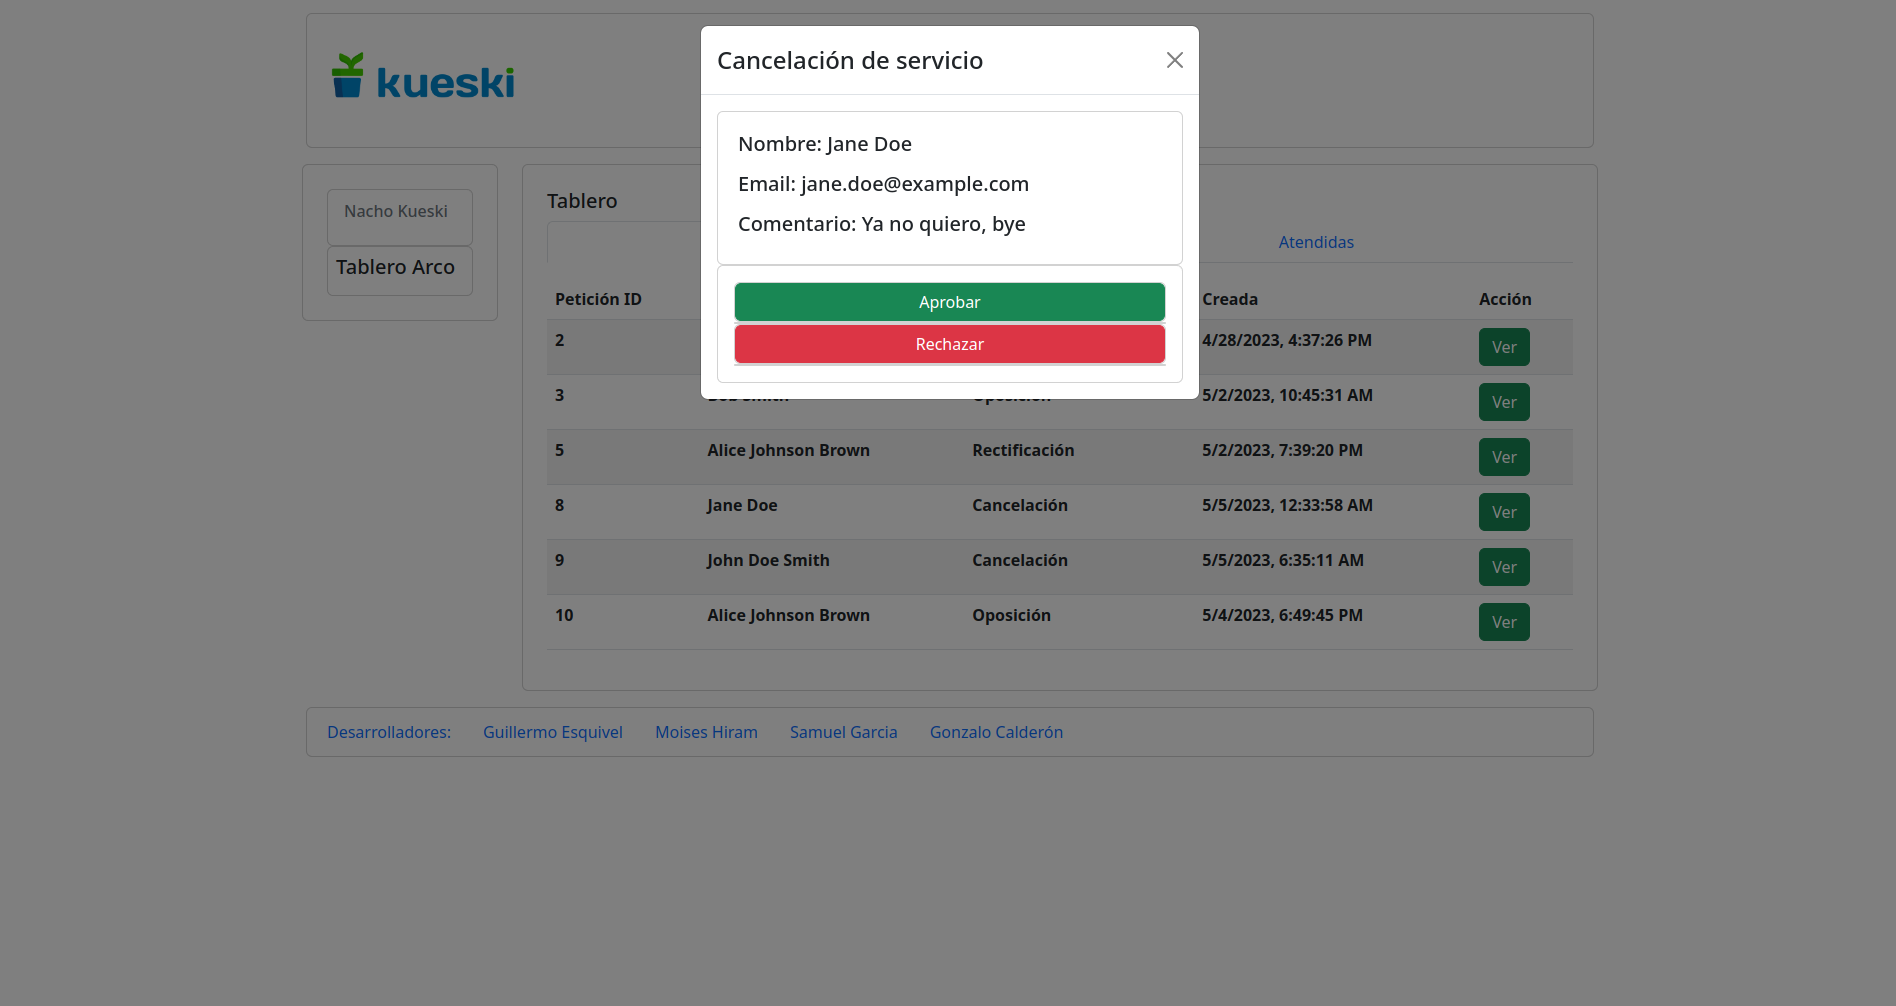 kueski
Cancelación de servicio
Nombre: Jane Doe
Email: jane.doe@example.com
Comentario: Ya no quiero, bye
Aprobar
Rechazar
Nacho Kueski
Tablero Arco
Tablero
Atendidas
Petición ID Creada Acción
2 4/28/2023, 4:37:26 PM Ver
3 5/2/2023, 10:45:31 AM Ver
5 Alice Johnson Brown Rectificación 5/2/2023, 7:39:20 PM Ver
8 Jane Doe Cancelación 5/5/2023, 12:33:58 AM Ver
9 John Doe Smith Cancelación 5/5/2023, 6:35:11 AM Ver
10 Alice Johnson Brown Oposición 5/4/2023, 6:49:45 PM Ver
Desarrolladores: Guillermo Esquivel Moises Hiram Samuel Garcia Gonzalo Calderón